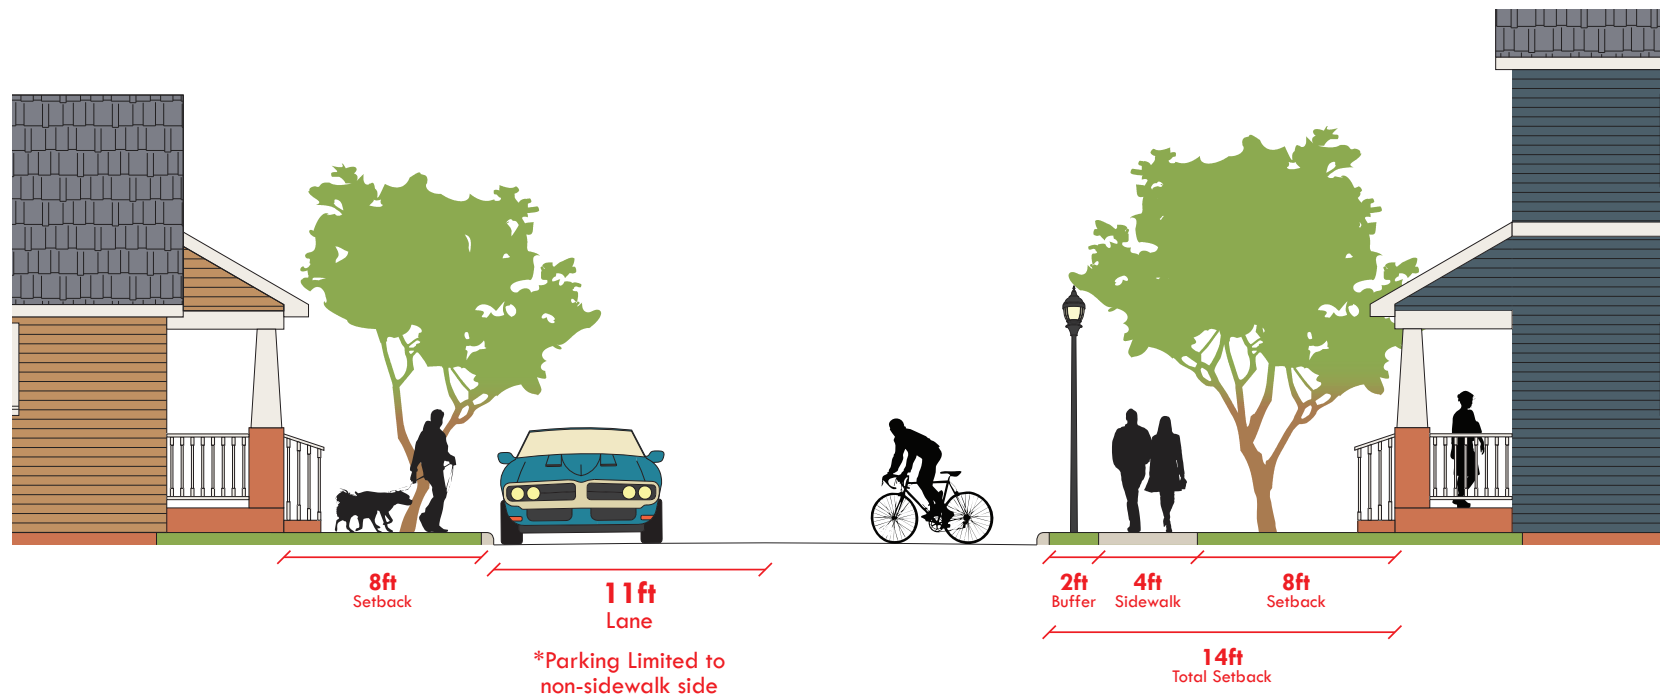 8ft
Setback
11ft
Lane
*Parking Limited to
non-sidewalk side
2ft
Buffer
4ft
Sidewalk
8ft
Setback
14ft
Total Setback